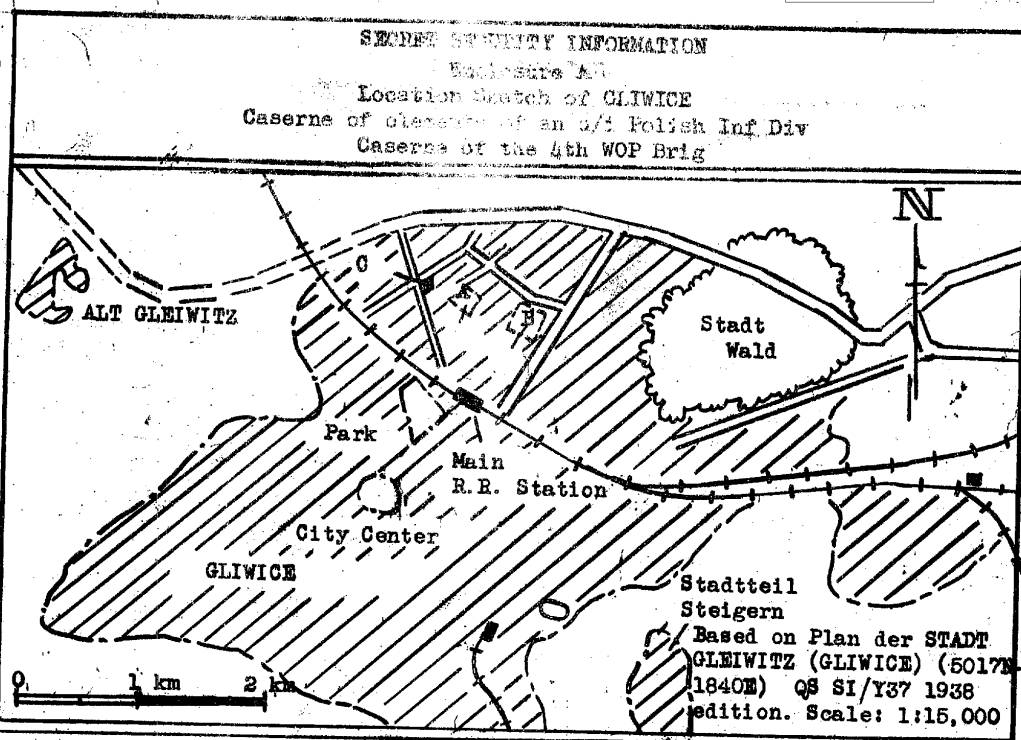 SECRET SECURITY INFORMATION
Enclosure A
Location Sketch of GLIWICE
Caserne of elements of an u/i Polish Inf Div
Caserne of the 4th WOP Brig
N
C
A
B
ALT GLEIWITZ
Stadt
Wald
Park
Main
R.R. Station
City Center
GLIWICE
Stadtteil
Steigern
Based on Plan der STADT
GLEIWITZ (GLIWICE) (5017N
1840E) QS SI/Y37 1938
edition. Scale: 1:15,000
0 1 km 2 km